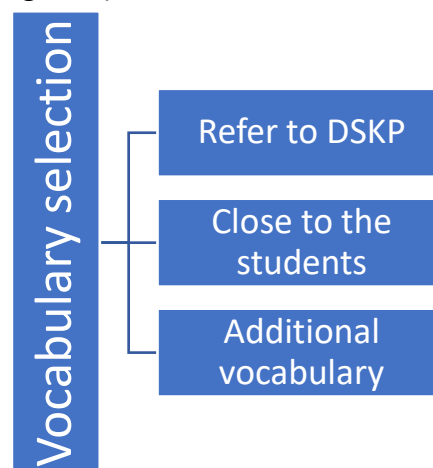 Vocabulary selection
Refer to DSKP
Close to the
students
Additional
vocabulary